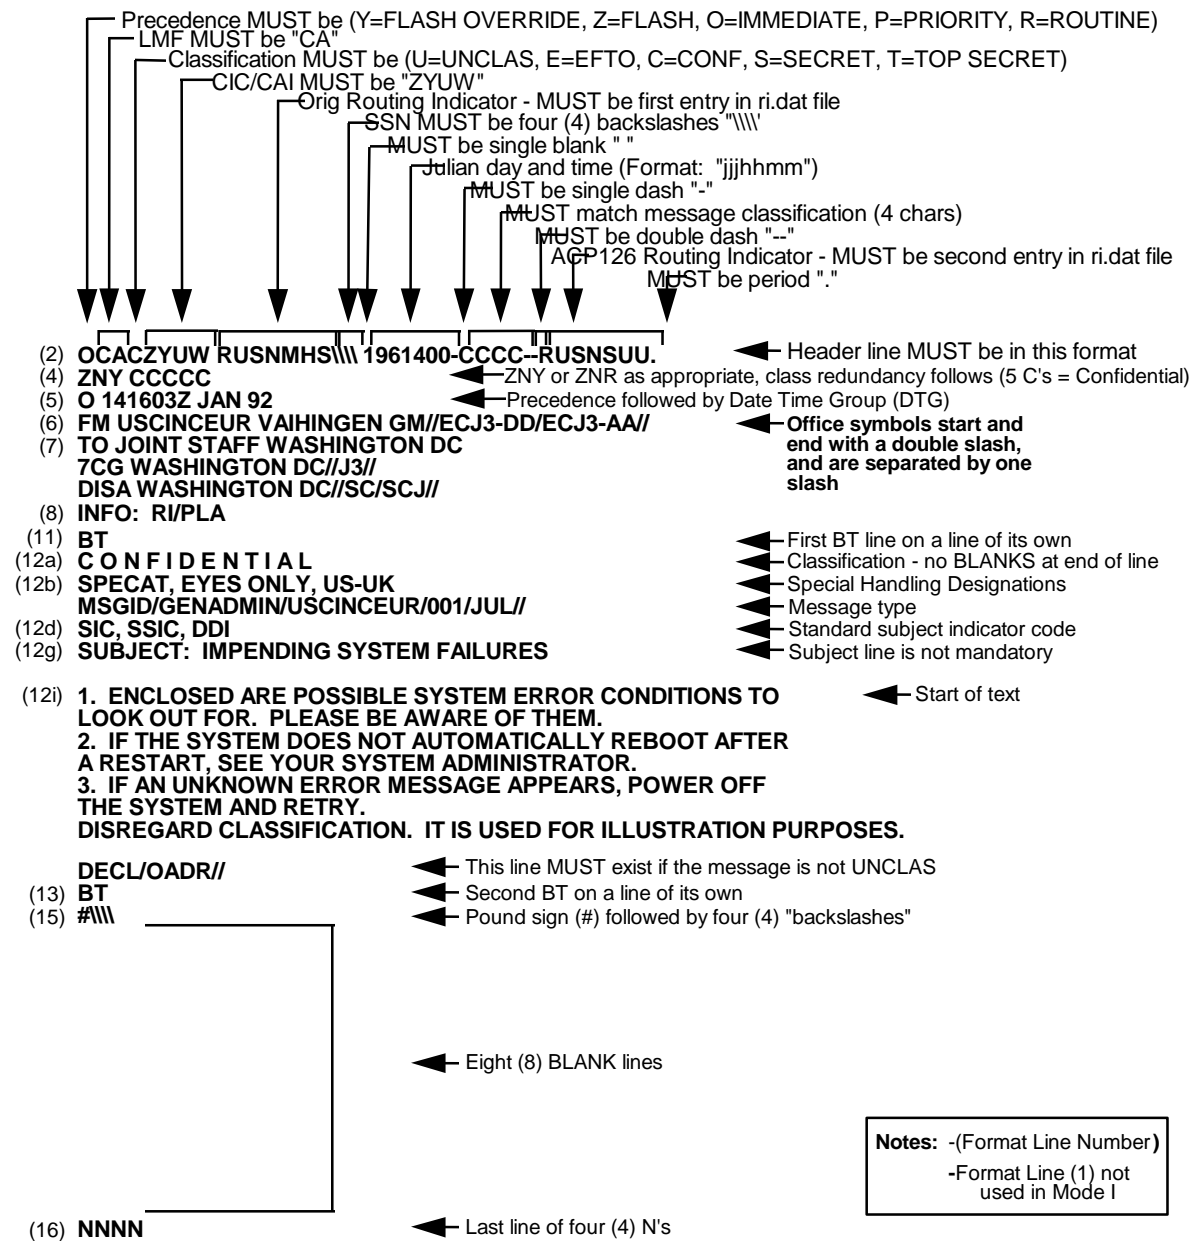 Precedence MUST be (Y=FLASH OVERRIDE, Z=FLASH, O=IMMEDIATE, P=PRIORITY, R=ROUTINE)
LMF MUST be "CA"
Classification MUST be (U=UNCLAS, E=EFTO, C=CONF, S=SECRET, T=TOP SECRET)
CIC/CAI MUST be "ZYUW"
Orig Routing Indicator - MUST be first entry in ri.dat file
SSN MUST be four (4) backslashes "\\\\'
MUST be single blank " "
Julian day and time (Format: "jjjhhmm")
MUST be single dash "-"
MUST match message classification (4 chars)
MUST be double dash "--"
ACP126 Routing Indicator - MUST be second entry in ri.dat file
MUST be period "."
(2) OCACZYUW RUSNMHS\\\\ 1961400-CCCC--RUSNSUU. Header line MUST be in this format
(4) ZNY CCCCC ZNY or ZNR as appropriate, class redundancy follows (5 C's = Confidential)
(5) O 141603Z JAN 92 Precedence followed by Date Time Group (DTG)
(6) FM USCINCEUR VAIHINGEN GM//ECJ3-DD/ECJ3-AA// Office symbols start and
end with a double slash,
and are separated by one
slash
(7) TO JOINT STAFF WASHINGTON DC
7CG WASHINGTON DC//J3//
DISA WASHINGTON DC//SC/SCJ//
(8) INFO: RI/PLA
(11) BT First BT line on a line of its own
(12a) C O N F I D E N T I A L Classification - no BLANKS at end of line
(12b) SPECAT, EYES ONLY, US-UK Special Handling Designations
MSGID/GENADMIN/USCINCEUR/001/JUL// Message type
(12d) SIC, SSIC, DDI Standard subject indicator code
(12g) SUBJECT: IMPENDING SYSTEM FAILURES Subject line is not mandatory
(12i) 1. ENCLOSED ARE POSSIBLE SYSTEM ERROR CONDITIONS TO Start of text
LOOK OUT FOR. PLEASE BE AWARE OF THEM.
2. IF THE SYSTEM DOES NOT AUTOMATICALLY REBOOT AFTER
A RESTART, SEE YOUR SYSTEM ADMINISTRATOR.
3. IF AN UNKNOWN ERROR MESSAGE APPEARS, POWER OFF
THE SYSTEM AND RETRY.
DISREGARD CLASSIFICATION. IT IS USED FOR ILLUSTRATION PURPOSES.
DECL/OADR// This line MUST exist if the message is not UNCLAS
(13) BT Second BT on a line of its own
(15) #\\\\ Pound sign (#) followed by four (4) "backslashes"
Eight (8) BLANK lines
Notes: -(Format Line Number)
-Format Line (1) not
used in Mode I
(16) NNNN Last line of four (4) N's